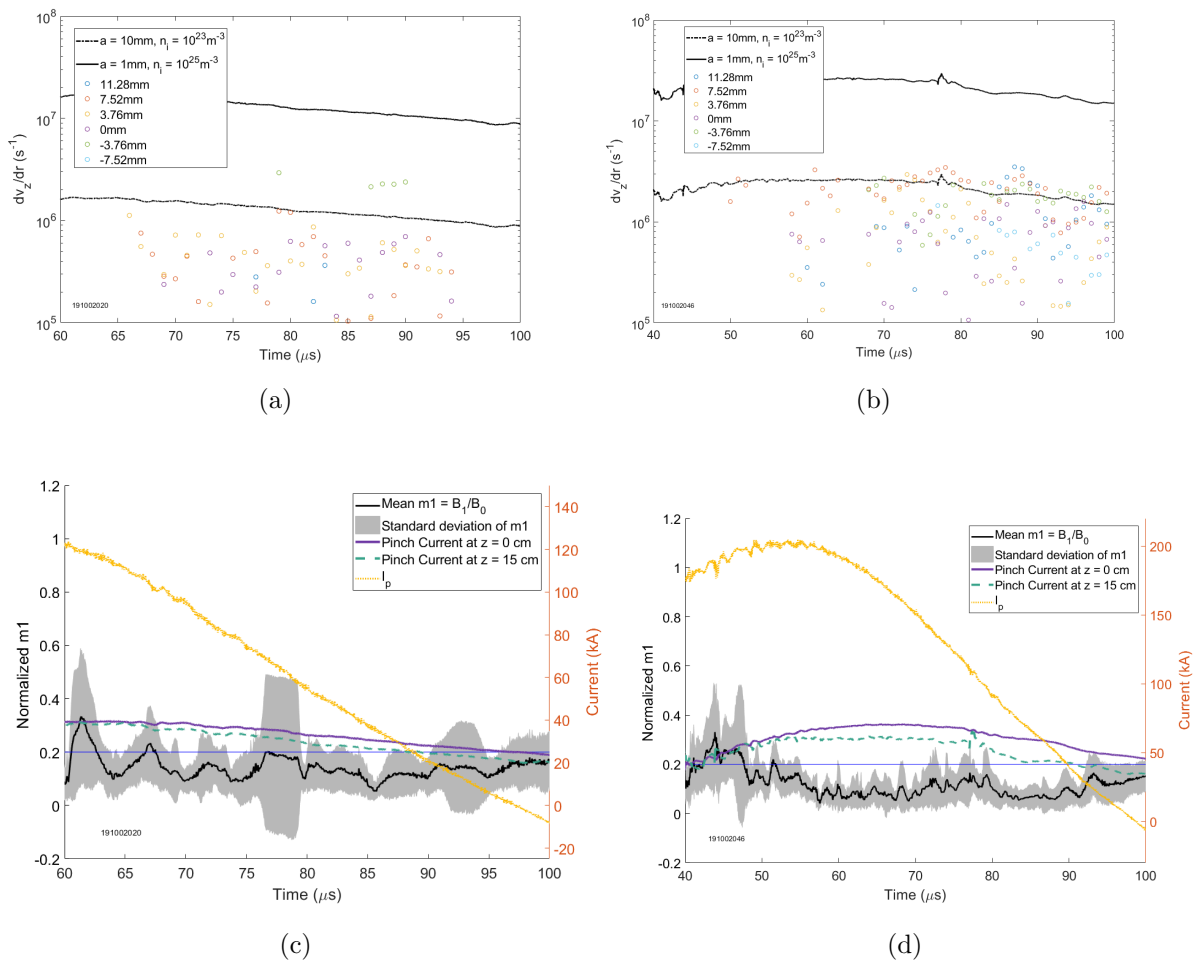 10^8
10^7
10^6
10^5
dv_z/dr (s^-1)
a = 10mm, n_i = 10^23 m^-3
a = 1mm, n_i = 10^25 m^-3
11.28mm
7.52mm
3.76mm
0mm
-3.76mm
-7.52mm
191002020
60 65 70 75 80 85 90 95 100
Time (μs)
(a)
10^8
10^7
10^6
10^5
dv_z/dr (s^-1)
a = 10mm, n_i = 10^23 m^-3
a = 1mm, n_i = 10^25 m^-3
11.28mm
7.52mm
3.76mm
0mm
-3.76mm
-7.52mm
191002046
40 50 60 70 80 90 100
Time (μs)
(b)
1.2
1
0.8
0.6
0.4
0.2
0
-0.2
Normalized m1
Mean m1 = B_1/B_0
Standard deviation of m1
Pinch Current at z = 0 cm
Pinch Current at z = 15 cm
I_p
140
120
100
80
60
40
20
0
-20
Current (kA)
191002020
60 65 70 75 80 85 90 95 100
Time (μs)
(c)
1.2
1
0.8
0.6
0.4
0.2
0
-0.2
Normalized m1
Mean m1 = B_1/B_0
Standard deviation of m1
Pinch Current at z = 0 cm
Pinch Current at z = 15 cm
I_p
200
150
100
50
0
Current (kA)
191002046
40 50 60 70 80 90 100
Time (μs)
(d)